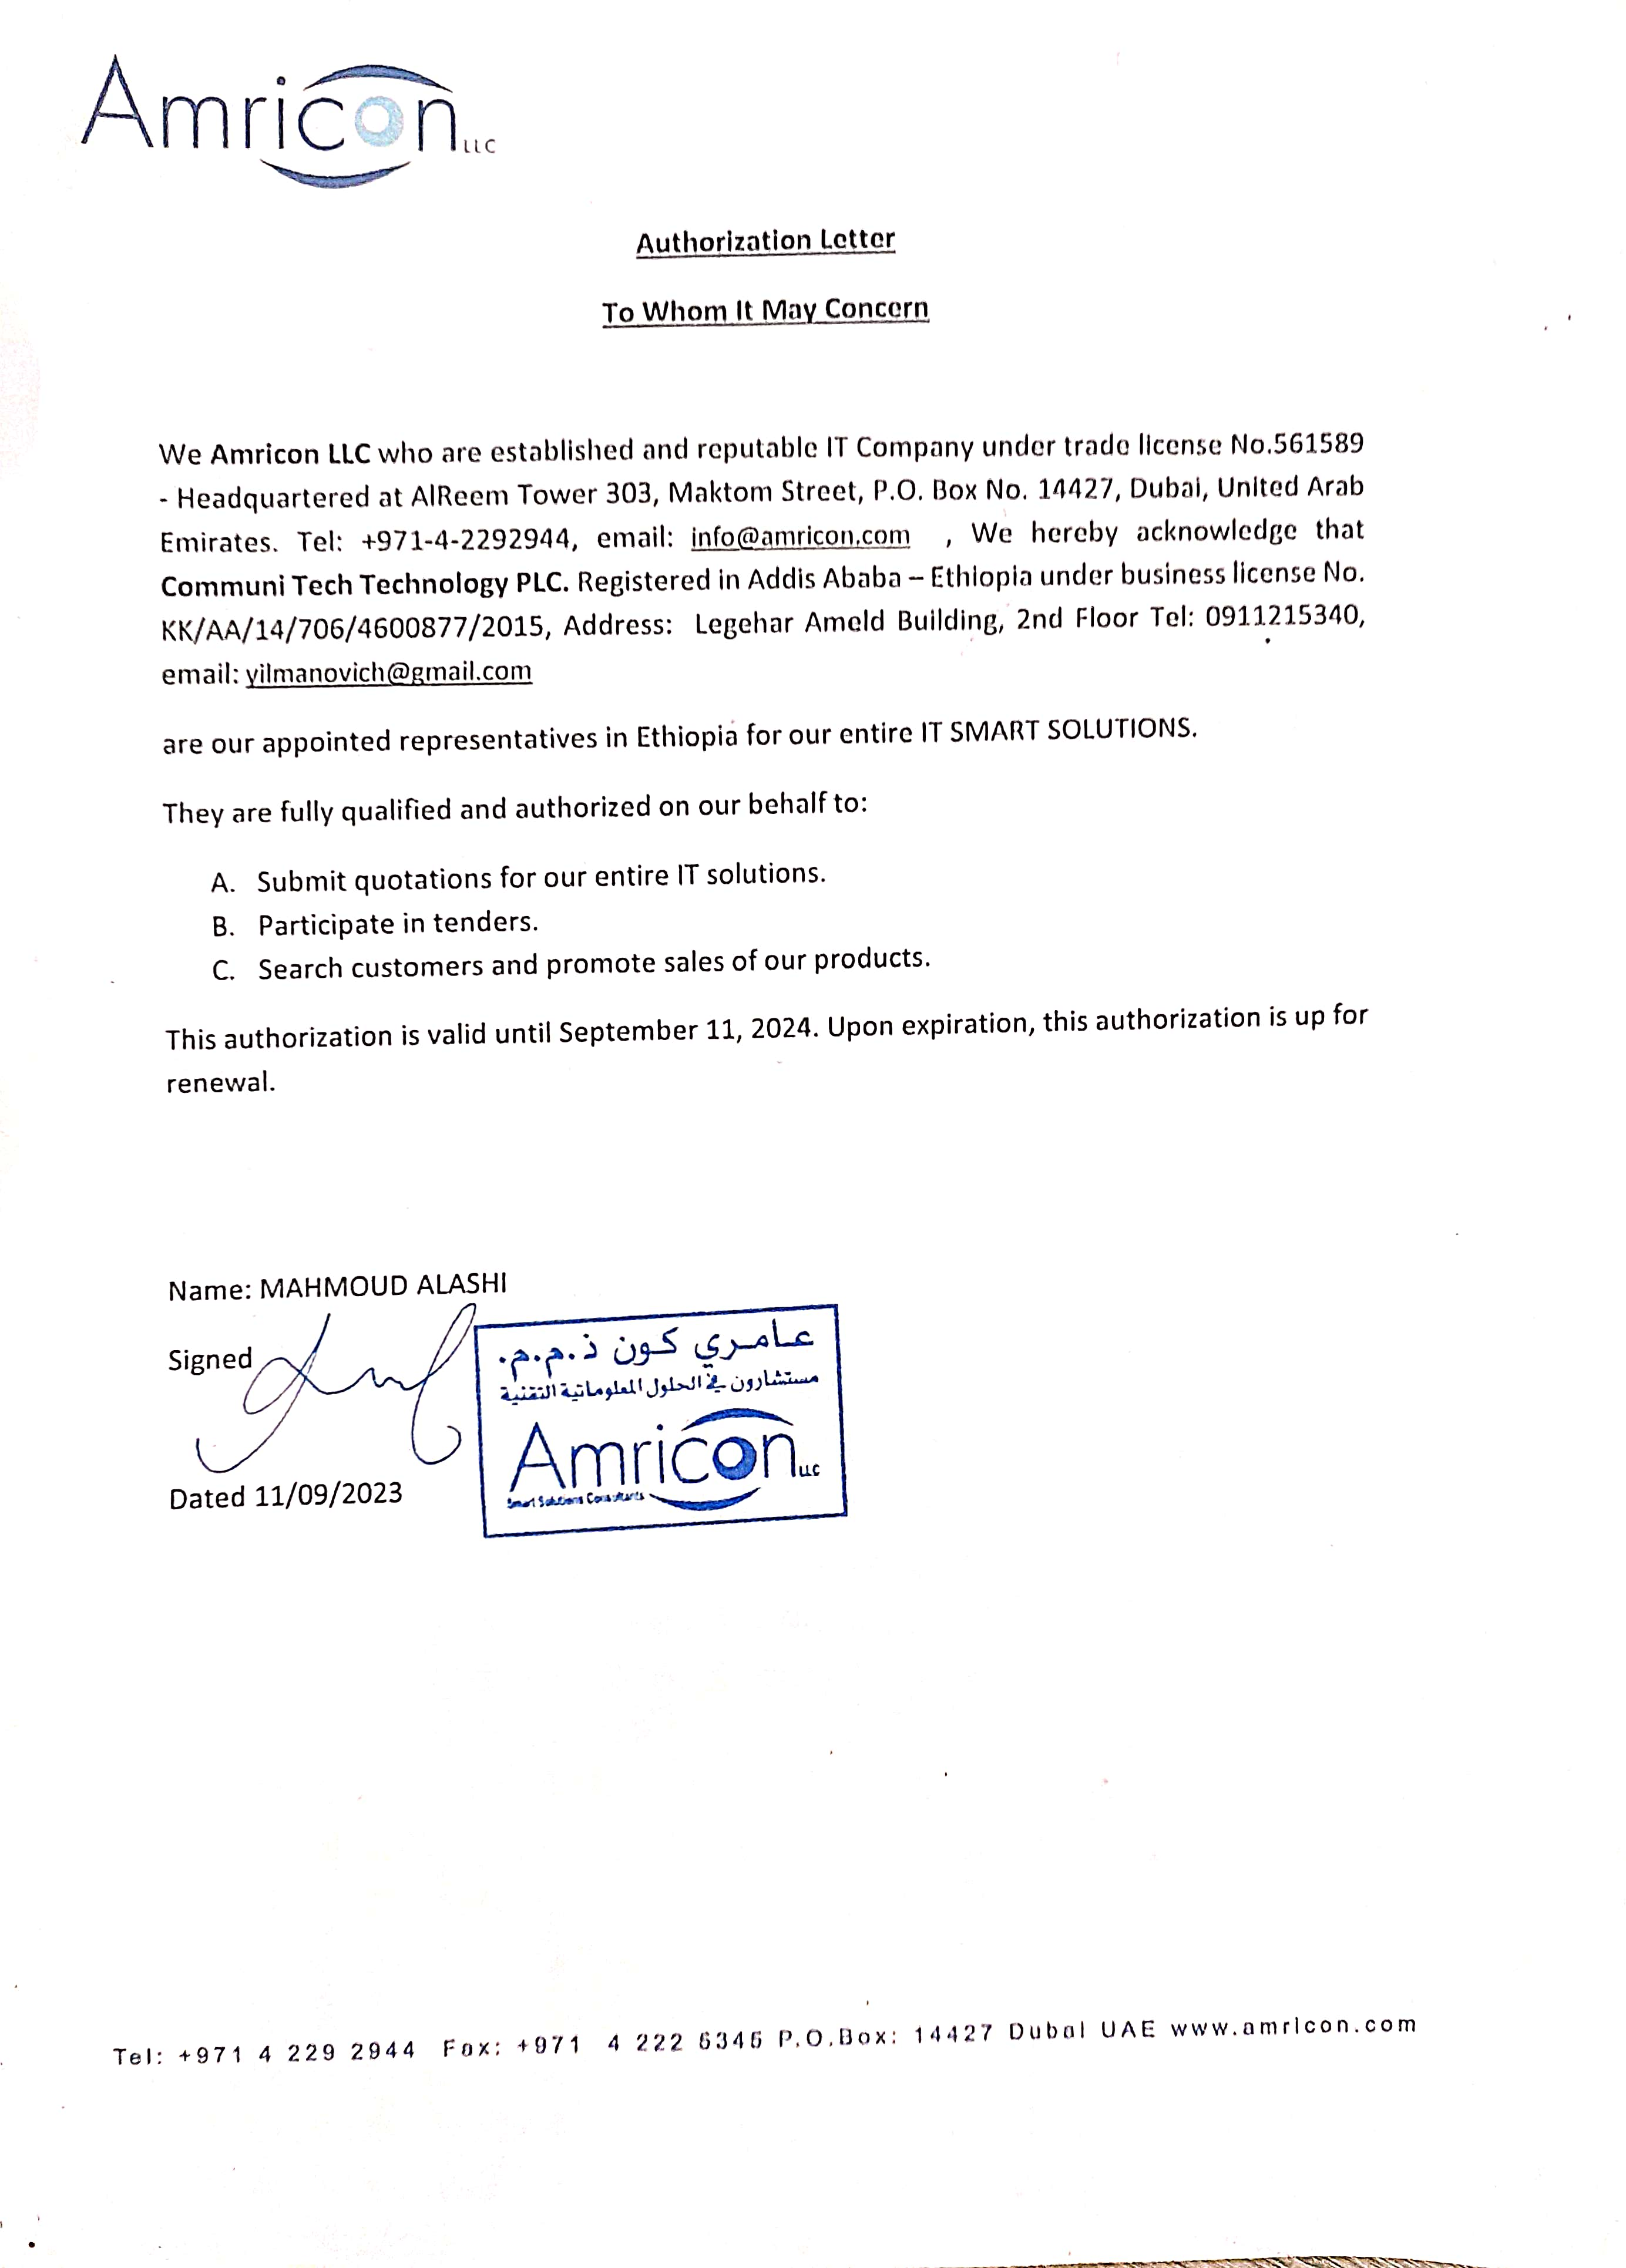 Amricon LLC
Authorization Letter
To Whom It May Concern
We Amricon LLC who are established and reputable IT Company under trade license No.561589
- Headquartered at AlReem Tower 303, Maktom Street, P.O. Box No. 14427, Dubai, United Arab
Emirates. Tel: +971-4-2292944, email: info@amricon.com , We hereby acknowledge that
Communi Tech Technology PLC. Registered in Addis Ababa – Ethiopia under business license No.
KK/AA/14/706/4600877/2015, Address: Legehar Ameld Building, 2nd Floor Tel: 0911215340,
email: yilmanovich@gmail.com
are our appointed representatives in Ethiopia for our entire IT SMART SOLUTIONS.
They are fully qualified and authorized on our behalf to:
A. Submit quotations for our entire IT solutions.
B. Participate in tenders.
C. Search customers and promote sales of our products.
This authorization is valid until September 11, 2024. Upon expiration, this authorization is up for
renewal.
Name: MAHMOUD ALASHI
Signed
Dated 11/09/2023
عامري كون ذ.م.م.
مستشارون في الحلول المعلوماتية التقنية
Amricon LLC
Smart Solutions Consultants
Tel: +971 4 229 2944 Fax: +971 4 222 6346 P.O.Box: 14427 Dubai UAE www.amricon.com